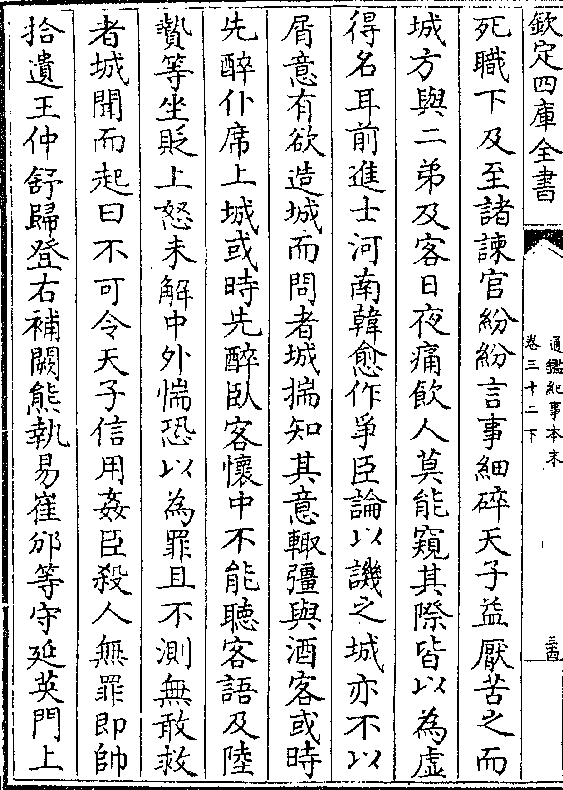 欽定四庫全書
通鑑紀事本末
卷三十二下
死職下及至諸諫官紛紛言事細碎天子益厭苦之而
城方與二弟及客日夜痛飲人莫能窺其際皆以為虛
得名耳前進士河南韓愈作爭臣論以譏之城亦不以
屑意有欲造城而問者城揣知其意輙彊與酒客或時
先醉仆席上城或時先醉臥客懷中不能聽客語及陸
贄等坐貶上怒未解中外惴恐以為罪且不測無敢救
者城聞而起曰不可令天子信用姦臣殺人無罪即帥
拾遺王仲舒歸登右補闕熊執易崔邠等守延英門上